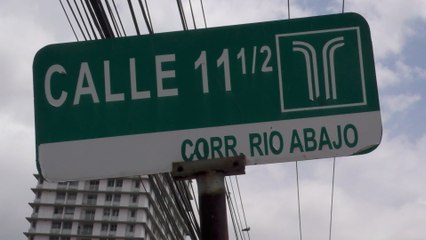 CALLE 11 1/2
CORR. RIO ABAJO